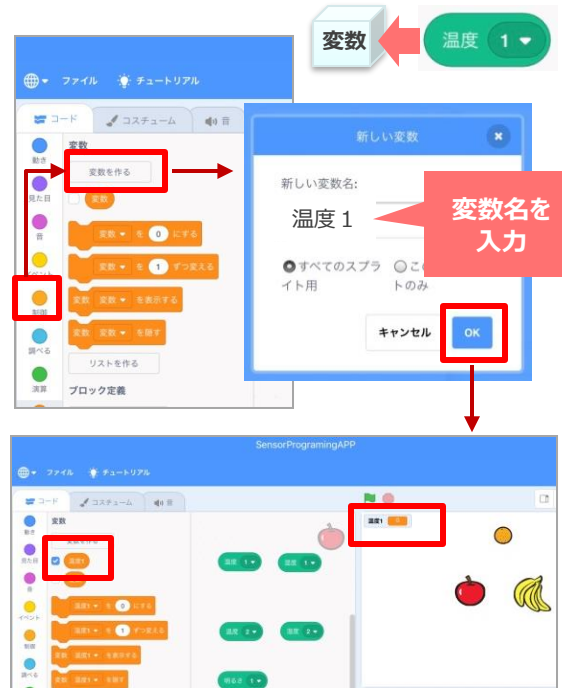 変数
温度 1
ファイル チュートリアル
コード コスチューム 音
動き
見た目
音
イベント
制御
調べる
演算
変数
変数を作る
変数
変数 を 0 にする
変数 を 1 ずつ変える
変数 変数 を表示する
変数 変数 を隠す
リストを作る
ブロック定義
新しい変数
新しい変数名:
温度１
変数名を
入力
すべてのスプラ
イト用
トのみ
キャンセル OK
SensorProgramingAPP
ファイル チュートリアル
コード コスチューム 音
動き
見た目
音
イベント
制御
調べる
変数
温度1
温度1 を 0 にする
温度1 を 1 ずつ変える
変数 温度1 を表示する
変数 温度1 を隠す
温度 1 温度 1
温度 2 温度 2
明るさ 1
温度1 0